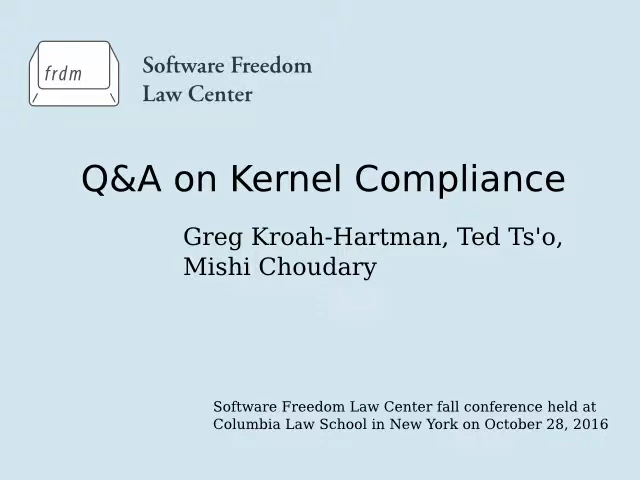 frdm
Software Freedom
Law Center
Q&A on Kernel Compliance
Greg Kroah-Hartman, Ted Ts'o,
Mishi Choudary
Software Freedom Law Center fall conference held at
Columbia Law School in New York on October 28, 2016